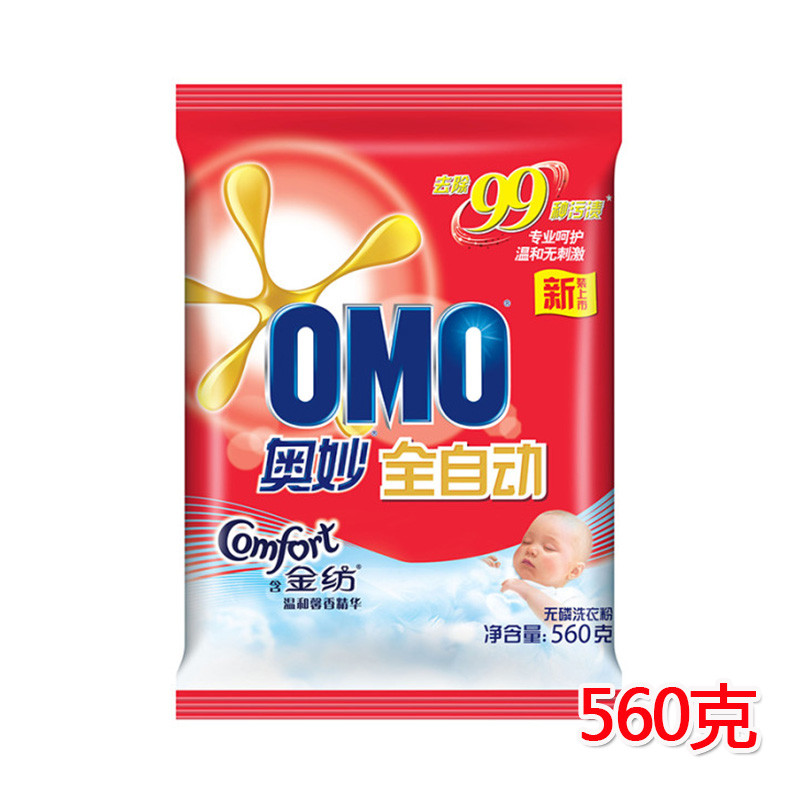 去除99种污渍*
专业呵护
温和无刺激
新装上市
OMO®
奥妙 全自动
Comfort
含金纺®
温和馨香精华
无磷洗衣粉
净含量:560克
560克